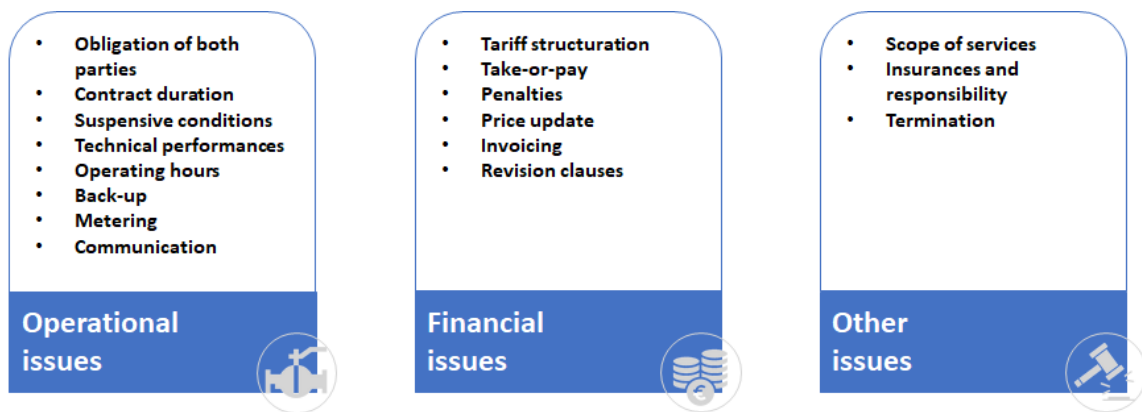 • Obligation of both
parties
• Contract duration
• Suspensive conditions
• Technical performances
• Operating hours
• Back-up
• Metering
• Communication
Operational
issues
• Tariff structuration
• Take-or-pay
• Penalties
• Price update
• Invoicing
• Revision clauses
Financial
issues
€
• Scope of services
• Insurances and
responsibility
• Termination
Other
issues